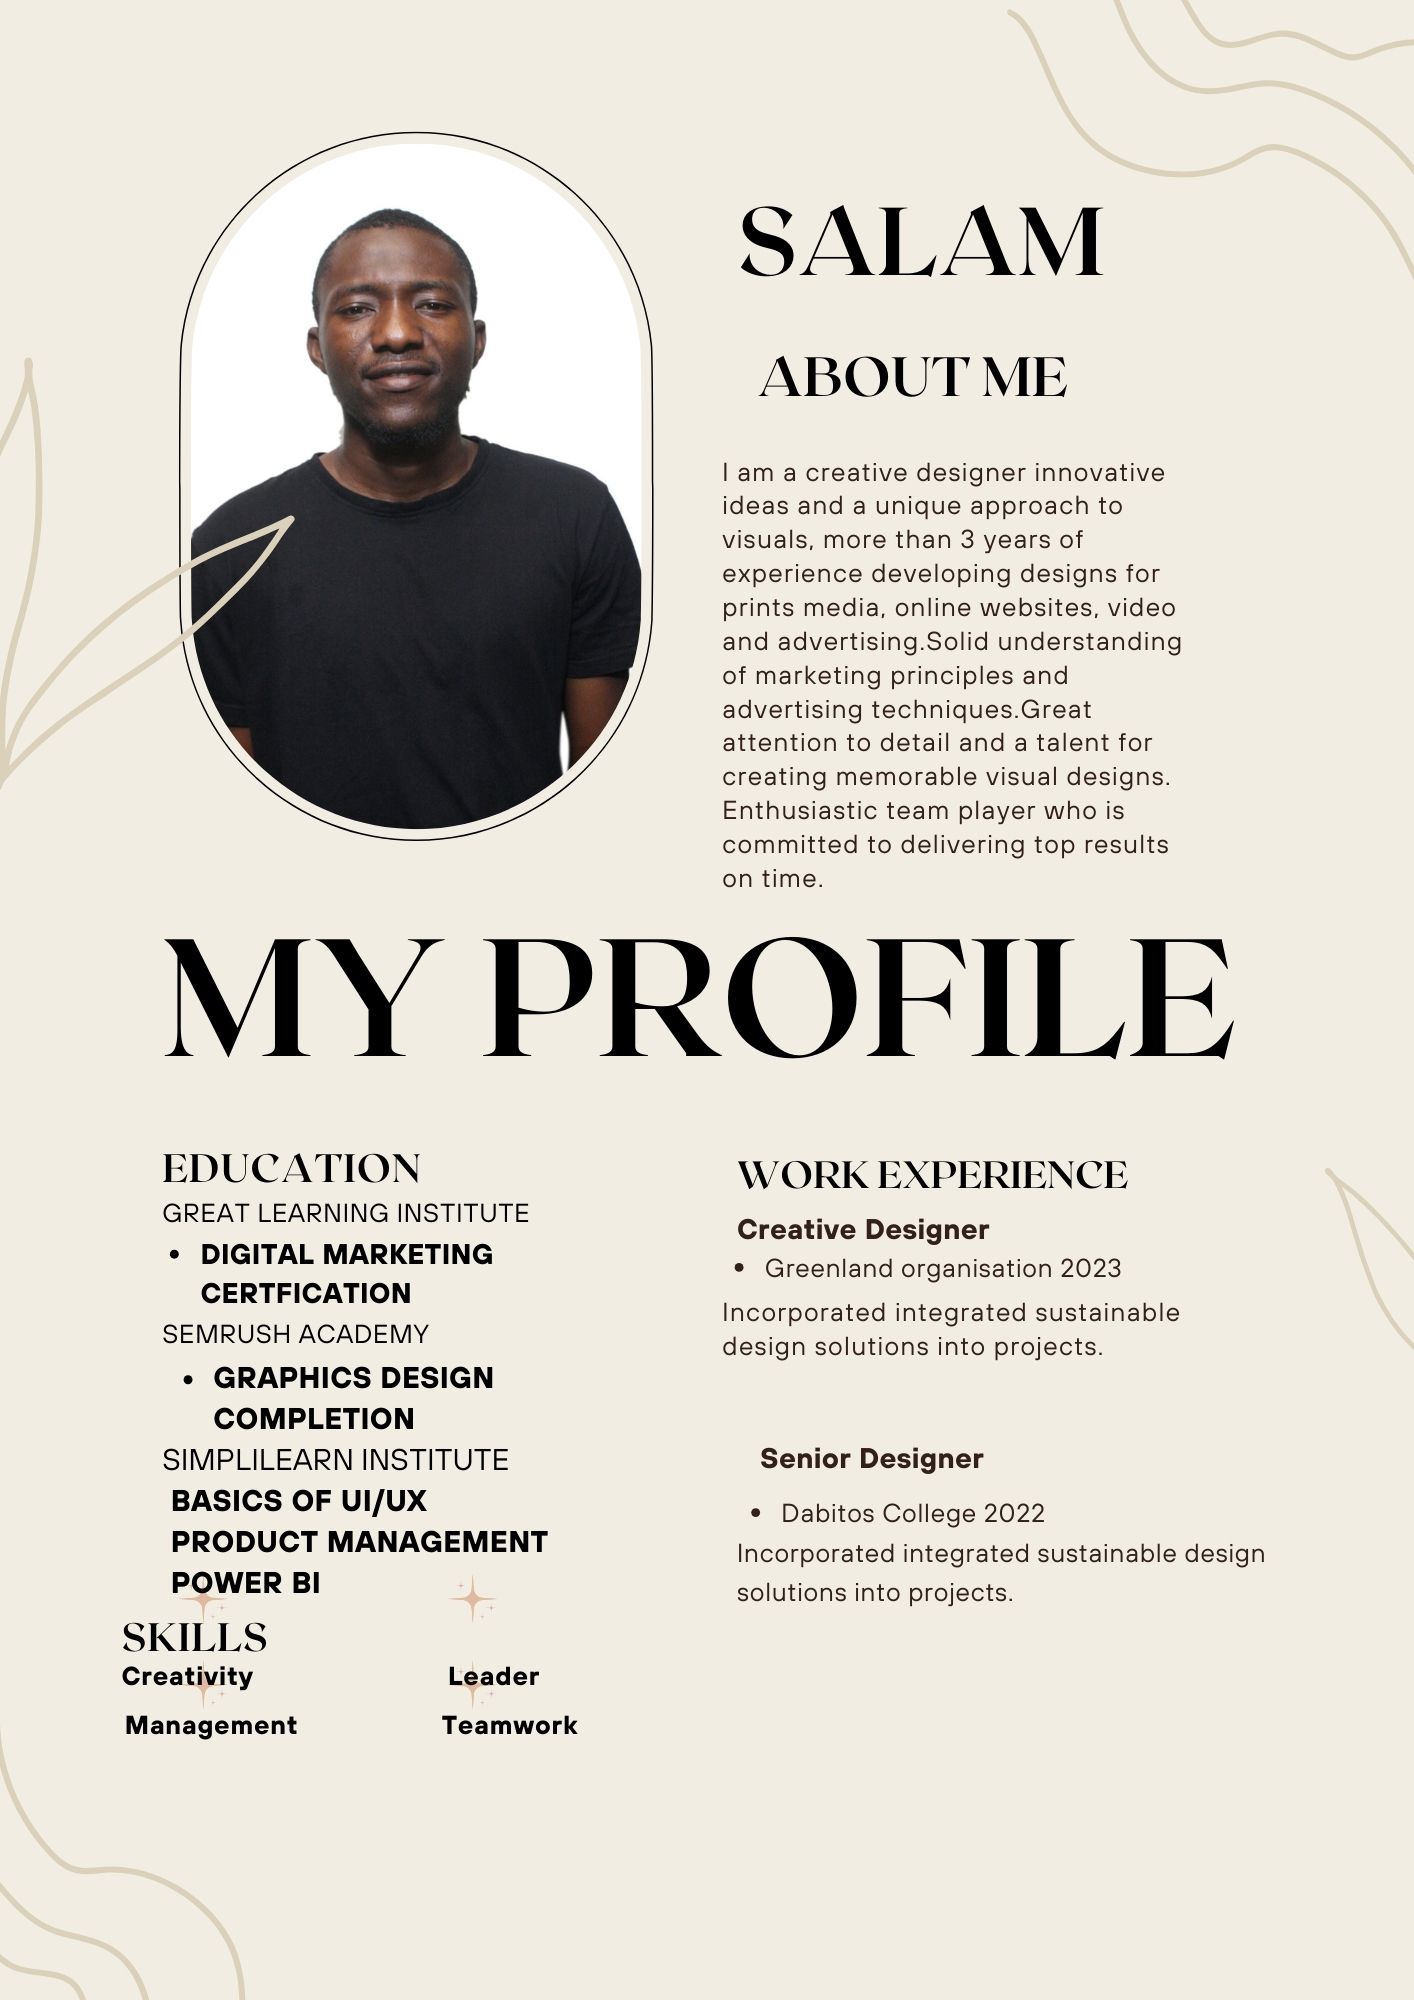 SALAM
ABOUT ME
I am a creative designer innovative
ideas and a unique approach to
visuals, more than 3 years of
experience developing designs for
prints media, online websites, video
and advertising.Solid understanding
of marketing principles and
advertising techniques.Great
attention to detail and a talent for
creating memorable visual designs.
Enthusiastic team player who is
committed to delivering top results
on time.
MY PROFILE
EDUCATION
GREAT LEARNING INSTITUTE
• DIGITAL MARKETING
CERTFICATION
SEMRUSH ACADEMY
• GRAPHICS DESIGN
COMPLETION
SIMPLILEARN INSTITUTE
BASICS OF UI/UX
PRODUCT MANAGEMENT
POWER BI
SKILLS
Creativity
Leader
Management
Teamwork
WORK EXPERIENCE
Creative Designer
• Greenland organisation 2023
Incorporated integrated sustainable
design solutions into projects.
Senior Designer
• Dabitos College 2022
Incorporated integrated sustainable design
solutions into projects.